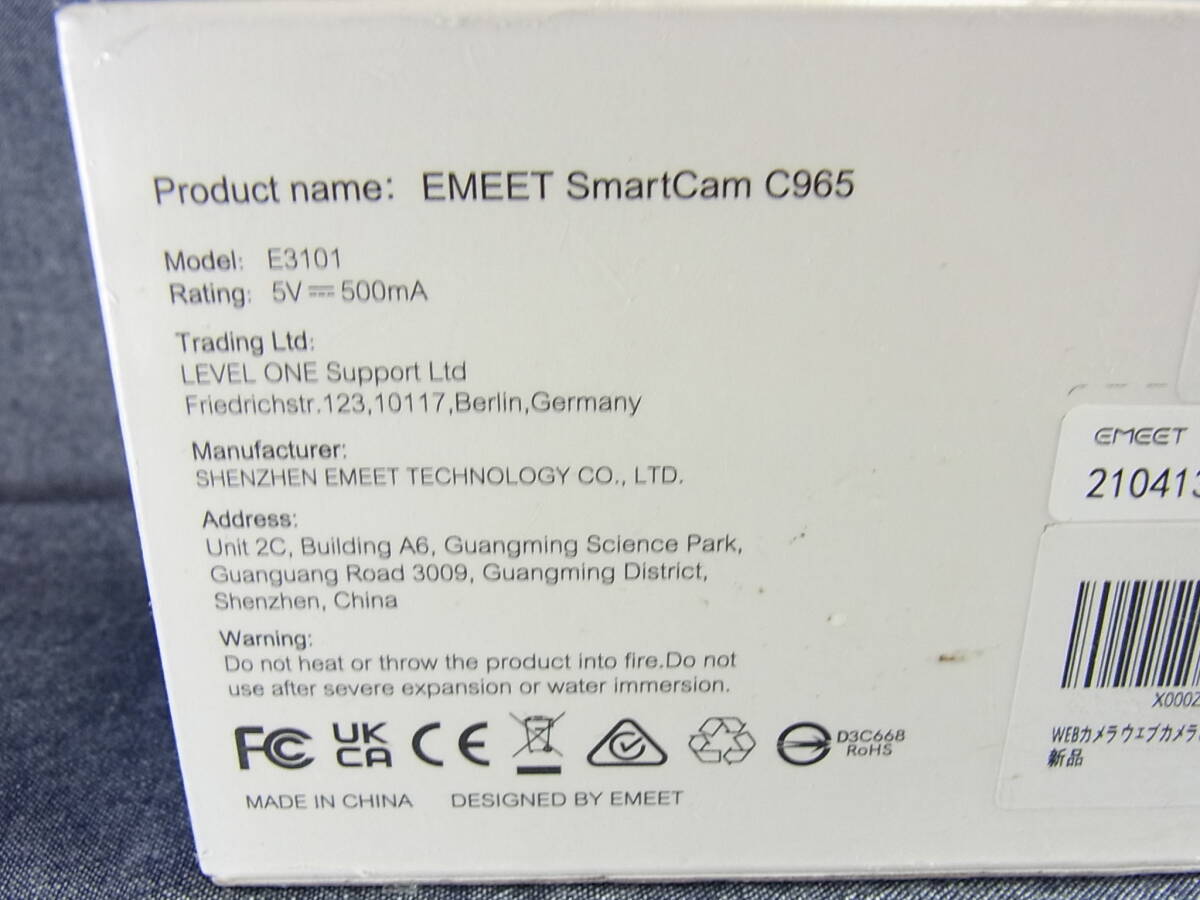 Product name: EMEET SmartCam C965
Model: E3101
Rating: 5V⎓500mA
Trading Ltd:
LEVEL ONE Support Ltd
Friedrichstr.123,10117,Berlin,Germany
Manufacturer:
SHENZHEN EMEET TECHNOLOGY CO., LTD.
Address:
Unit 2C, Building A6, Guangming Science Park,
Guanguang Road 3009, Guangming District,
Shenzhen, China
Warning:
Do not heat or throw the product into fire.Do not
use after severe expansion or water immersion.
FC UK CA CE D3C668 RoHS
MADE IN CHINA DESIGNED BY EMEET
EMEET
210413
X0002
WEBカメラ ウェブカメラ
新品